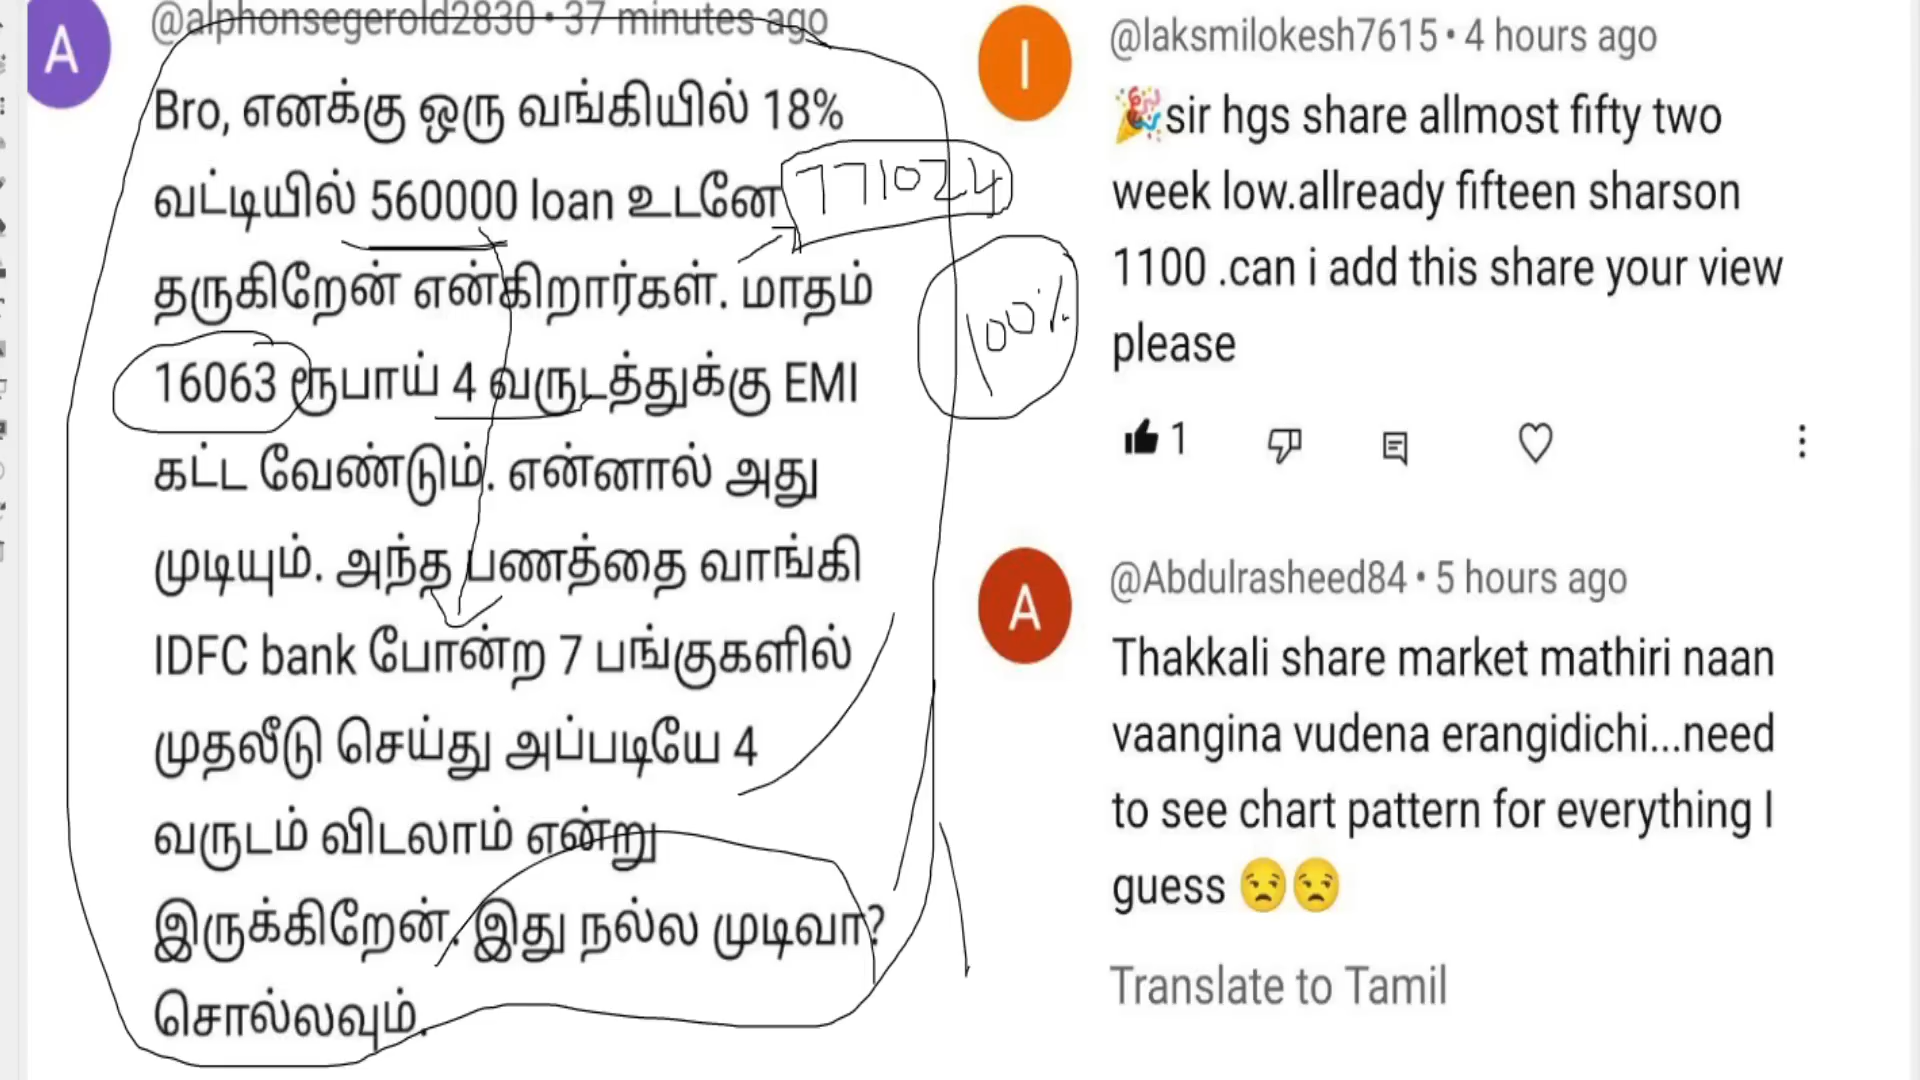 @alphonsegerold2830 • 37 minutes ago
A
Bro, எனக்கு ஒரு வங்கியில் 18%
வட்டியில் 560000 loan உடனே
771024
தருகிறேன் என்கிறார்கள். மாதம்
100%
16063 ரூபாய் 4 வருடத்துக்கு EMI
கட்ட வேண்டும். என்னால் அது
முடியும். அந்த பணத்தை வாங்கி
IDFC bank போன்ற 7 பங்குகளில்
முதலீடு செய்து அப்படியே 4
வருடம் விடலாம் என்று
இருக்கிறேன். இது நல்ல முடிவா?
சொல்லவும்.
I
@laksmilokesh7615 • 4 hours ago
🎉sir hgs share allmost fifty two
week low.allready fifteen sharson
1100 .can i add this share your view
please
1
A
@Abdulrasheed84 • 5 hours ago
Thakkali share market mathiri naan
vaangina vudena erangidichi...need
to see chart pattern for everything I
guess 😒😒
Translate to Tamil